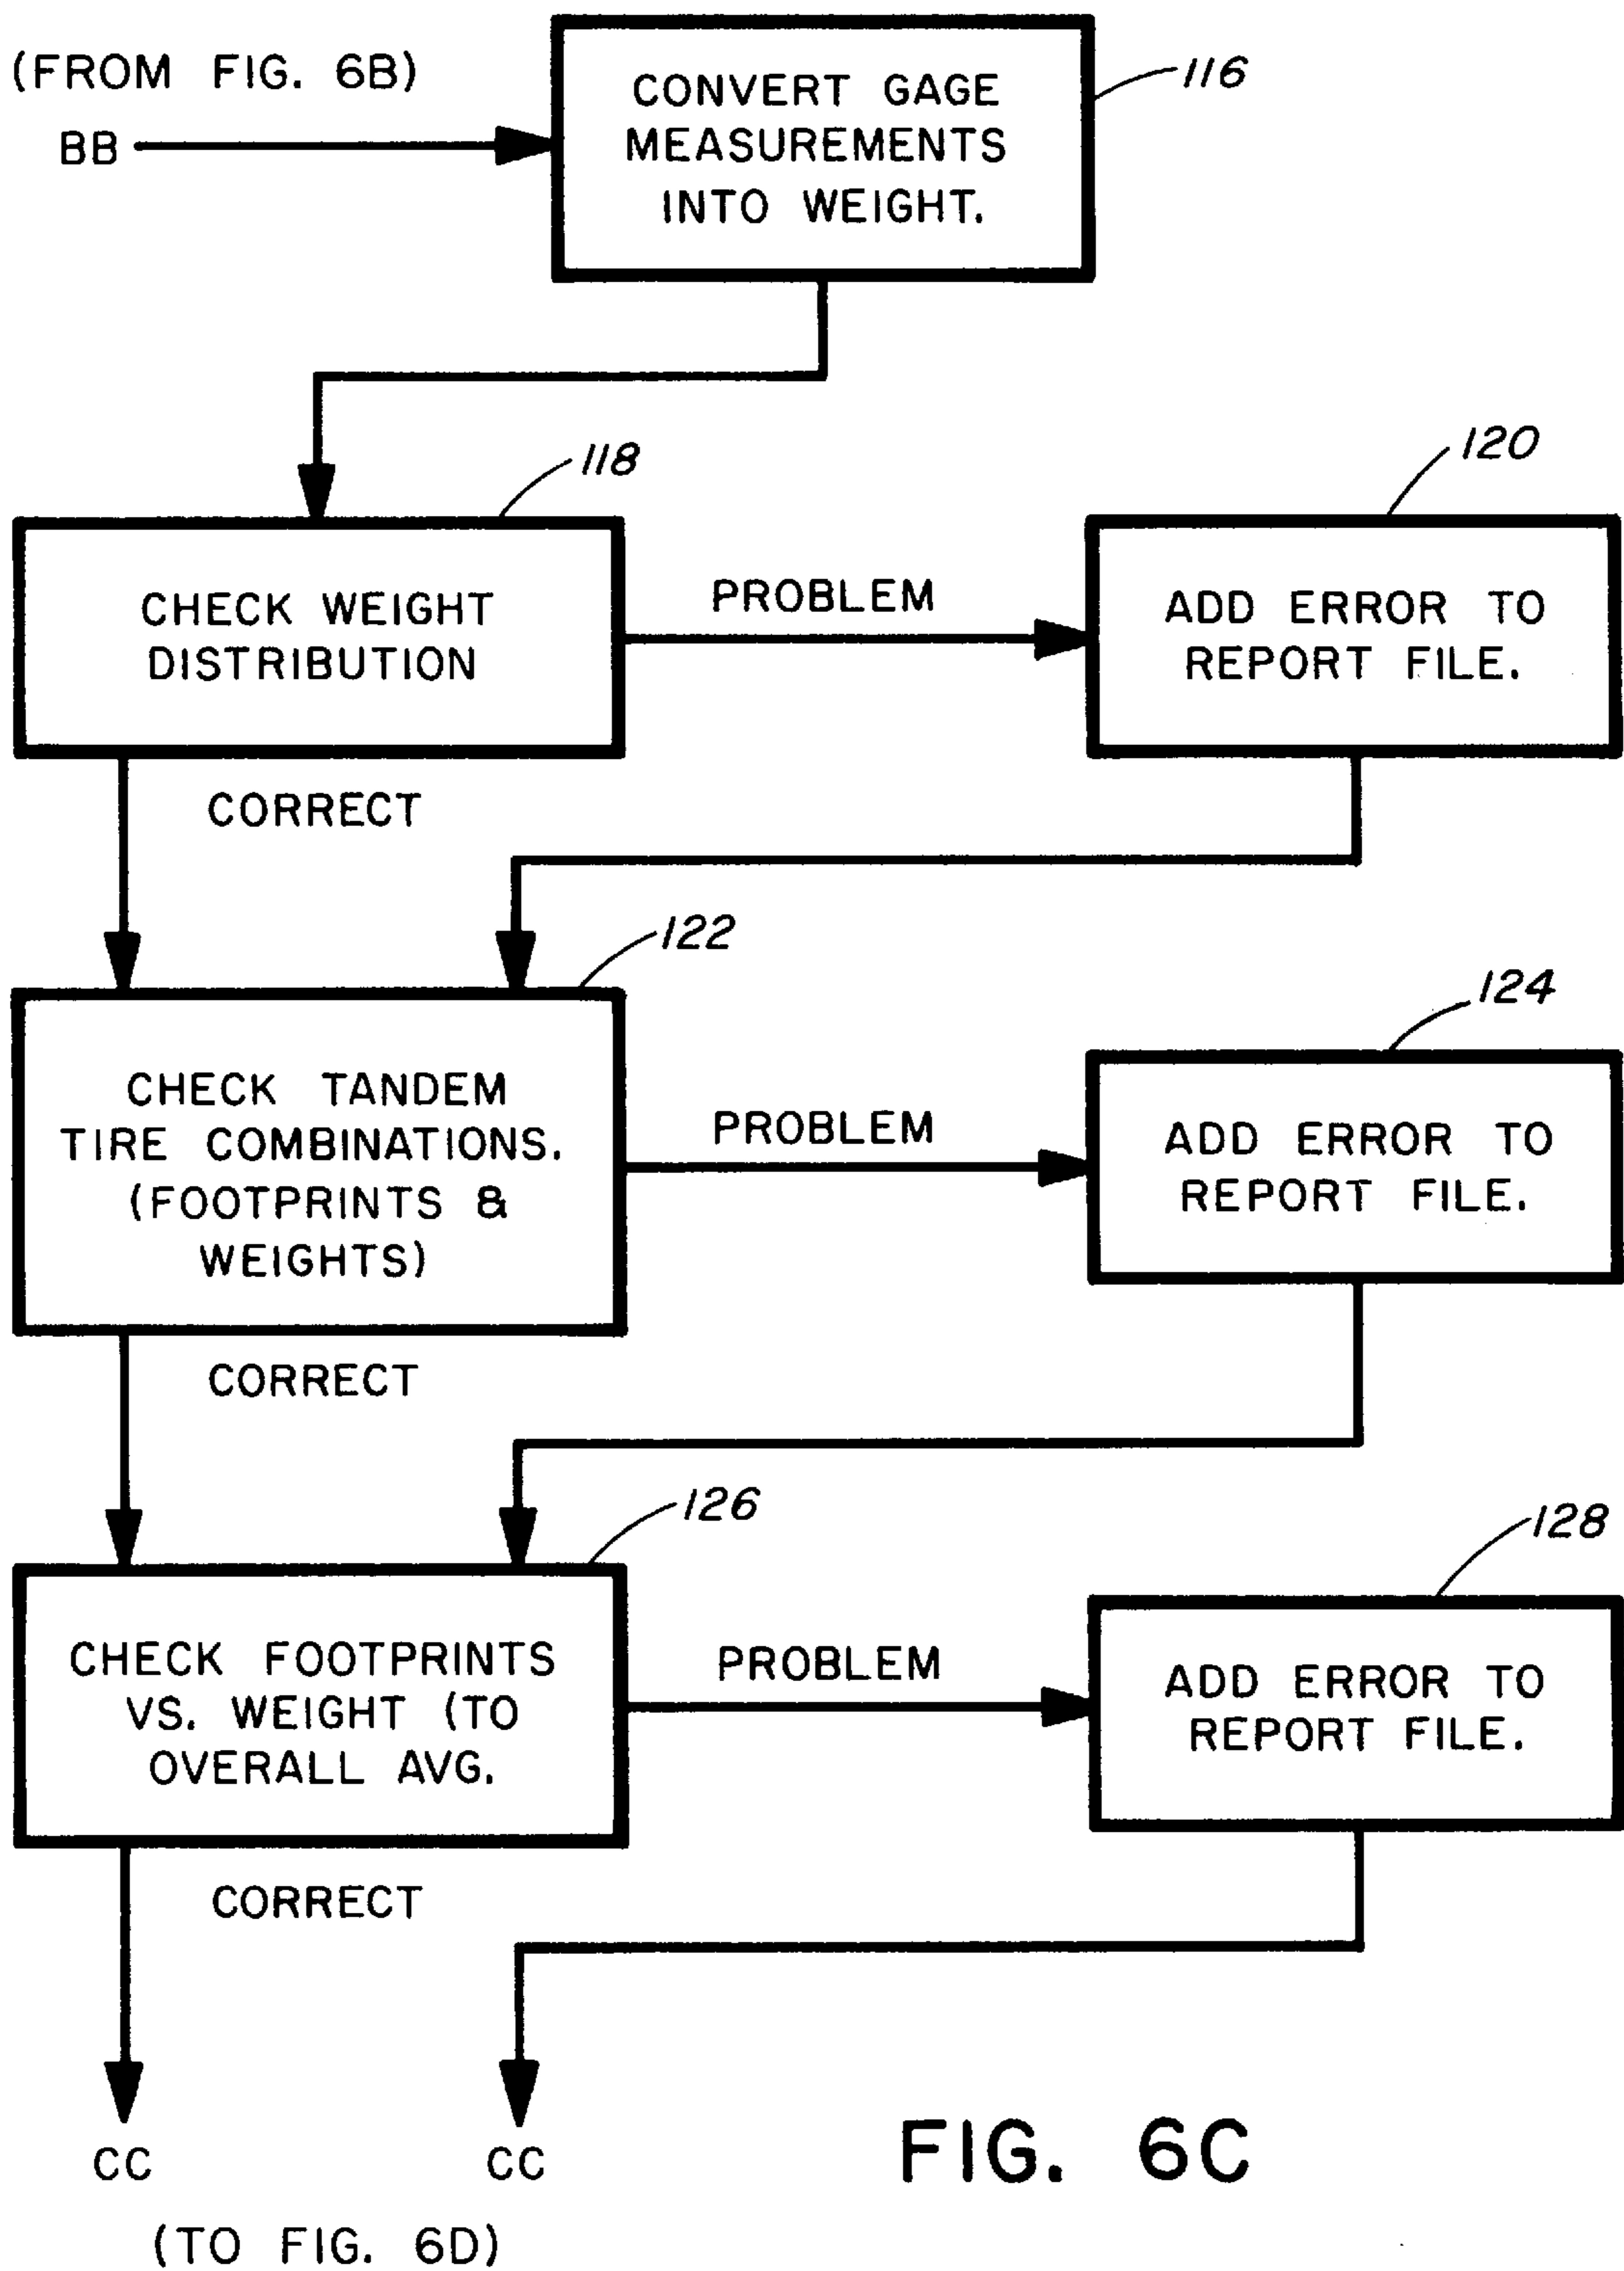 (FROM FIG. 6B)
BB
CONVERT GAGE
MEASUREMENTS
INTO WEIGHT.
116
118
CHECK WEIGHT
DISTRIBUTION
PROBLEM
120
ADD ERROR TO
REPORT FILE.
CORRECT
122
CHECK TANDEM
TIRE COMBINATIONS.
(FOOTPRINTS &
WEIGHTS)
PROBLEM
124
ADD ERROR TO
REPORT FILE.
CORRECT
126
CHECK FOOTPRINTS
VS. WEIGHT (TO
OVERALL AVG.
PROBLEM
128
ADD ERROR TO
REPORT FILE.
CORRECT
CC
CC
(TO FIG. 6D)
FIG. 6C